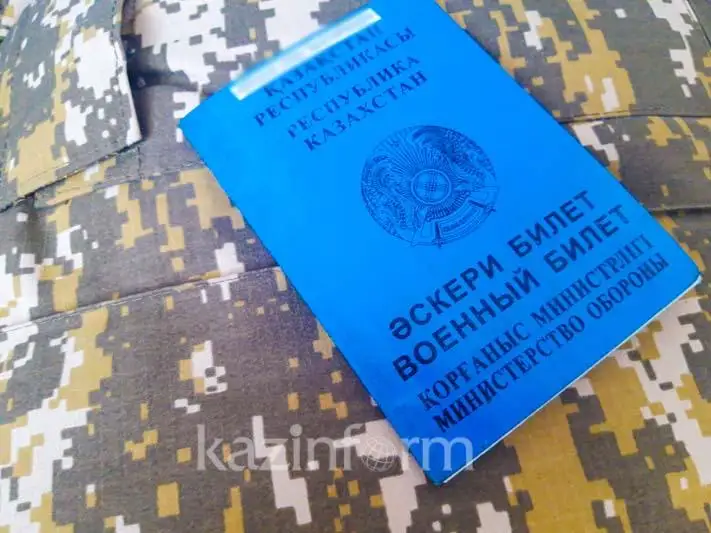 ҚАЗАҚСТАН
РЕСПУБЛИКАСЫ
РЕСПУБЛИКА
КАЗАХСТАН
ӘСКЕРИ БИЛЕТ
ВОЕННЫЙ БИЛЕТ
ҚОРҒАНЫС МИНИСТРЛІГІ
МИНИСТЕРСТВО ОБОРОНЫ
kazinform